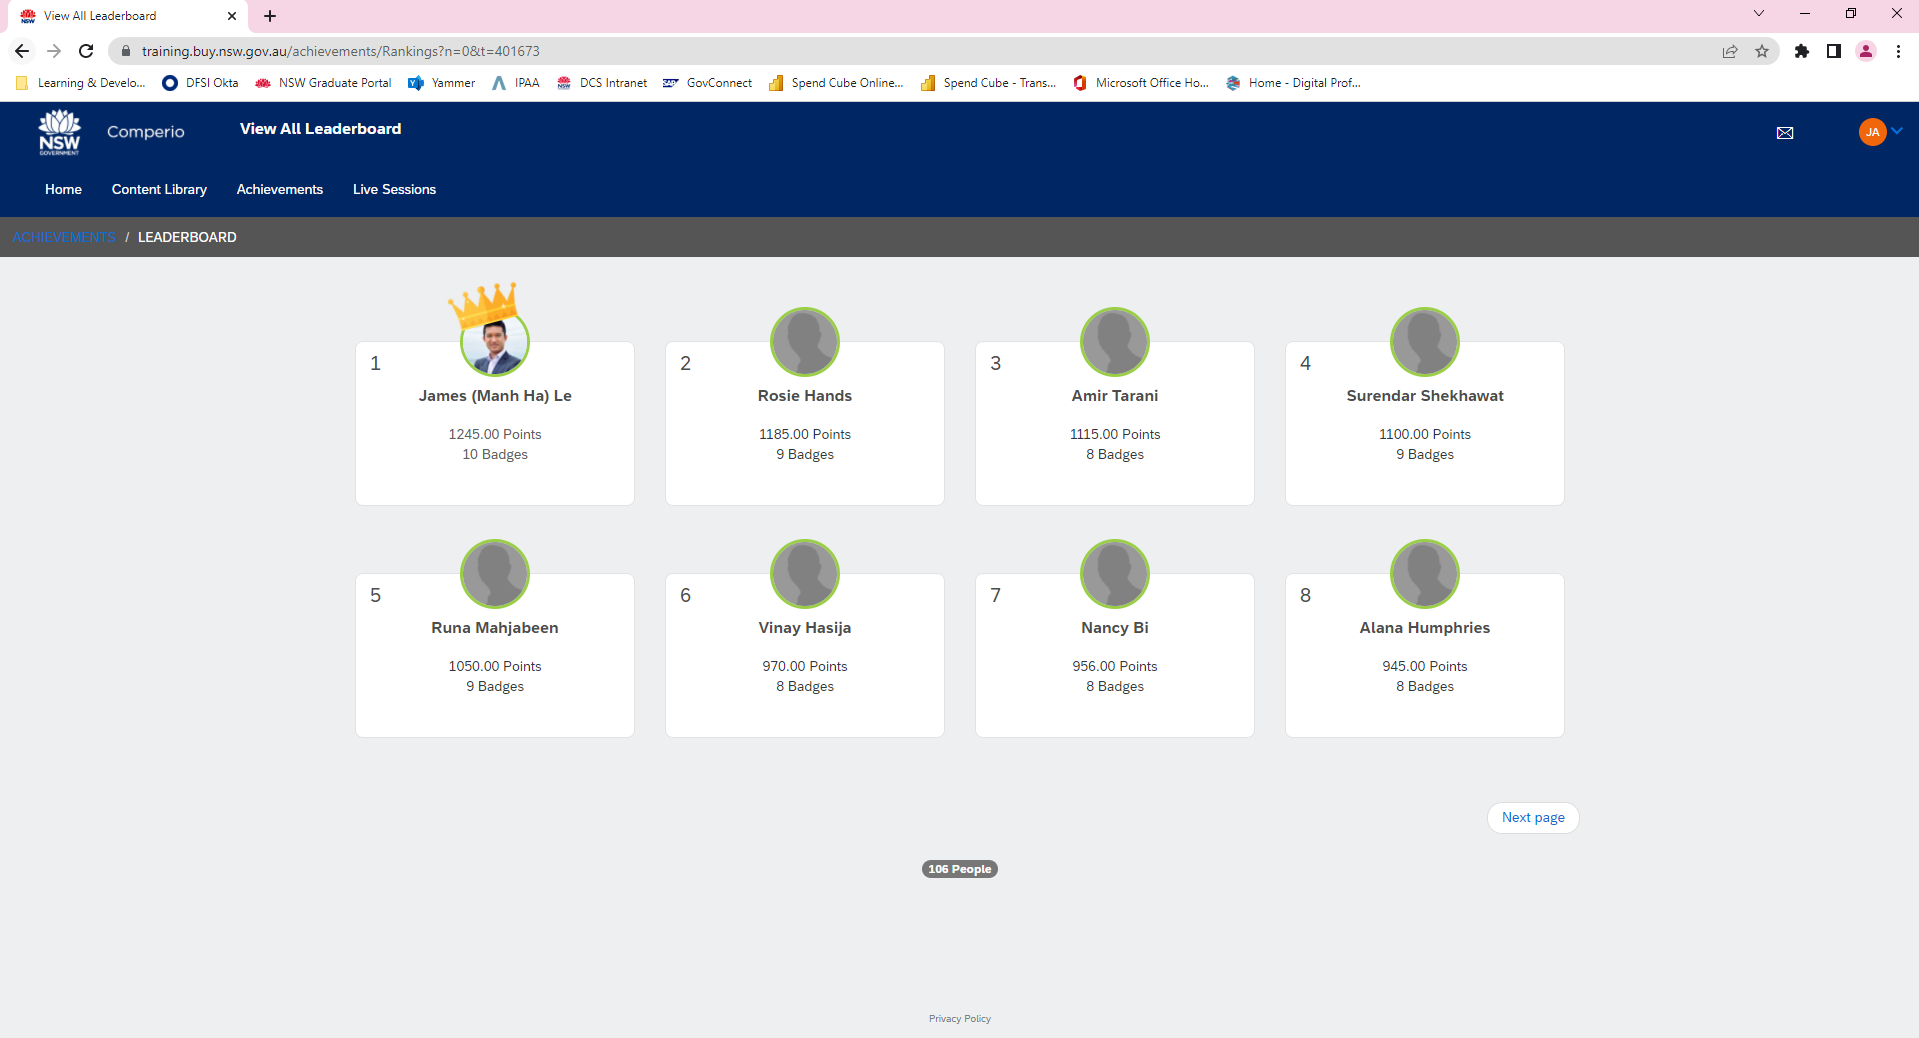 View All Leaderboard
training.buy.nsw.gov.au/achievements/Rankings?n=0&t=401673
Learning & Develo...
DFSI Okta
NSW Graduate Portal
Yammer
IPAA
DCS Intranet
GovConnect
Spend Cube Online...
Spend Cube - Trans...
Microsoft Office Ho...
Home - Digital Prof...
NSW
GOVERNMENT
Comperio
View All Leaderboard
JA
Home
Content Library
Achievements
Live Sessions
ACHIEVEMENTS / LEADERBOARD
1
James (Manh Ha) Le
1245.00 Points
10 Badges
2
Rosie Hands
1185.00 Points
9 Badges
3
Amir Tarani
1115.00 Points
8 Badges
4
Surendar Shekhawat
1100.00 Points
9 Badges
5
Runa Mahjabeen
1050.00 Points
9 Badges
6
Vinay Hasija
970.00 Points
8 Badges
7
Nancy Bi
956.00 Points
8 Badges
8
Alana Humphries
945.00 Points
8 Badges
Next page
106 People
Privacy Policy